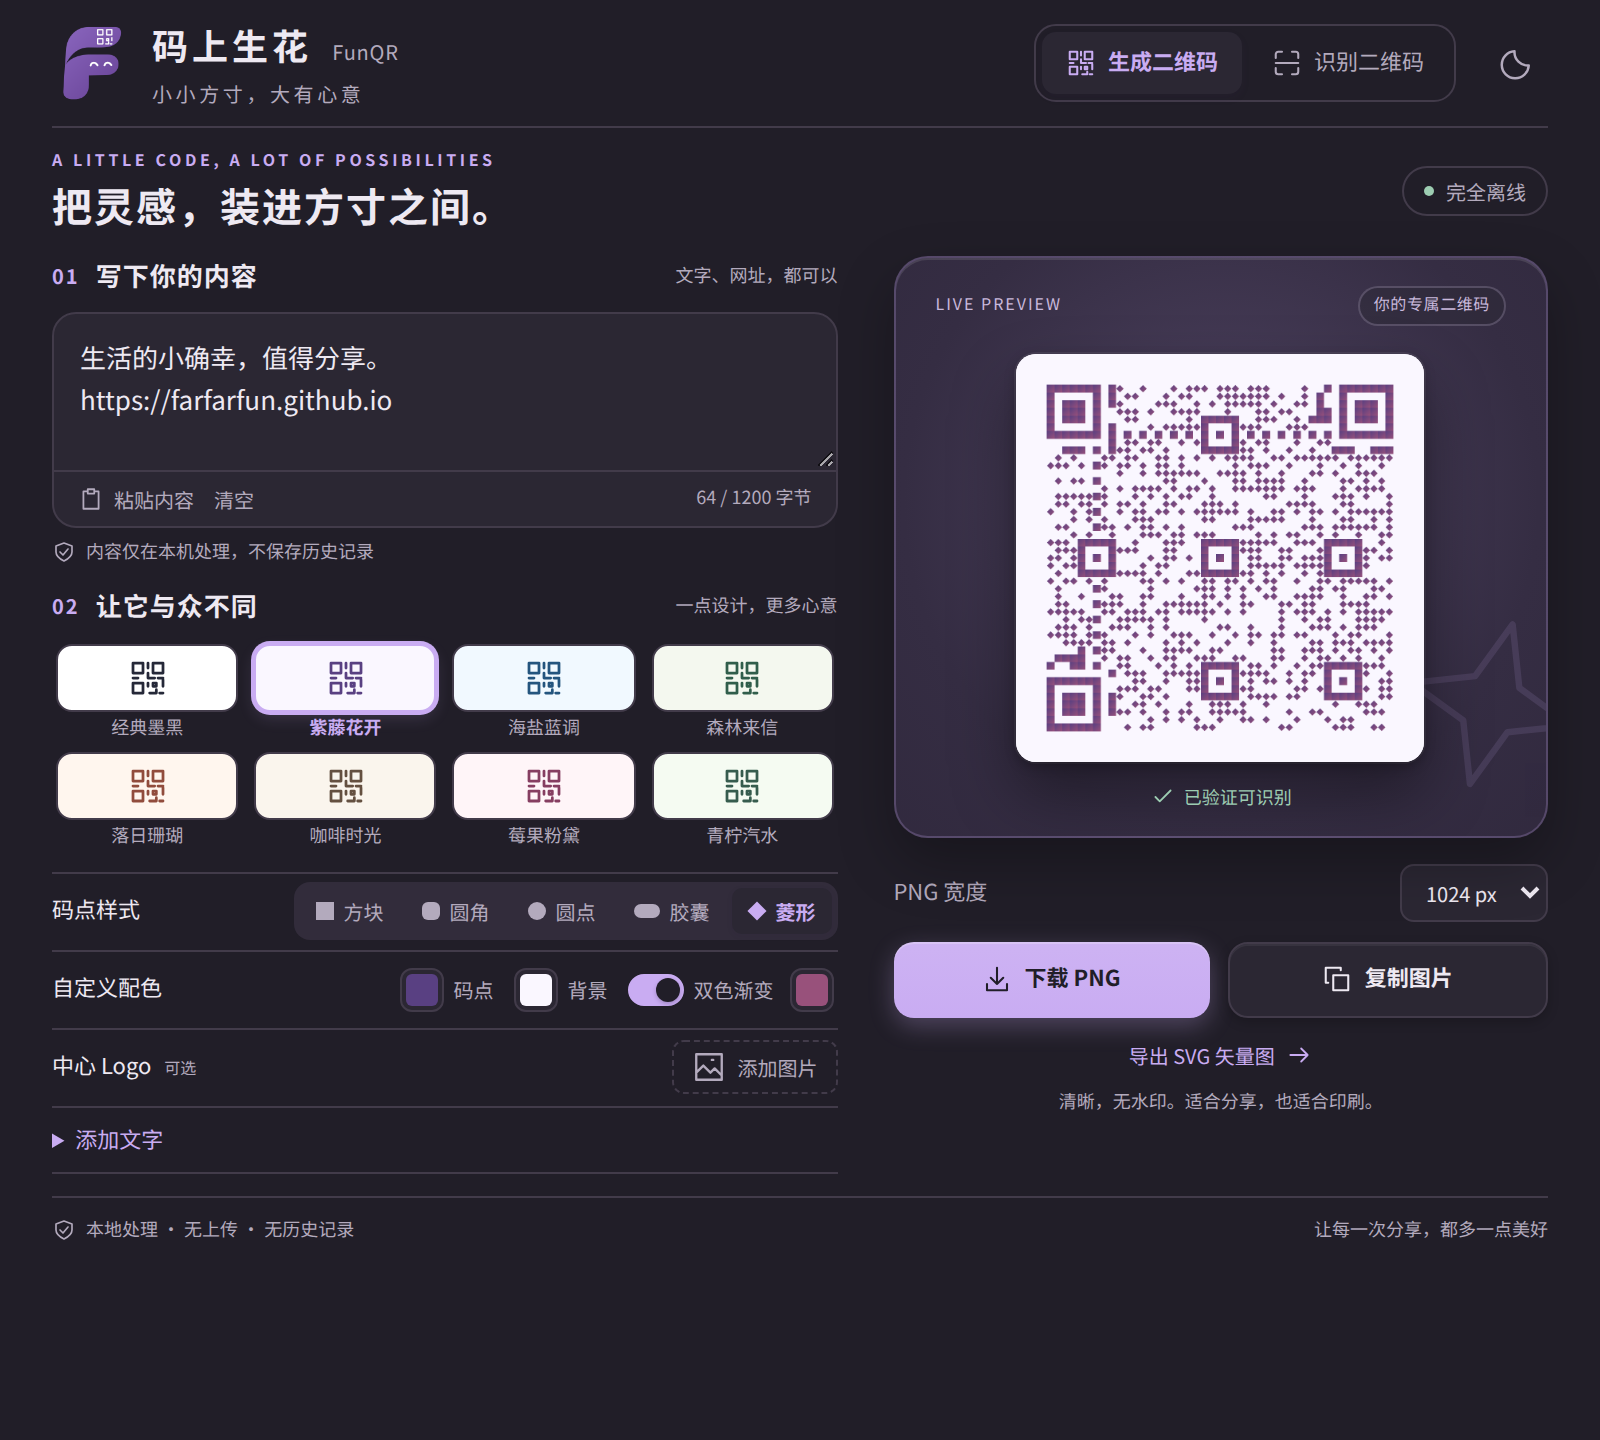 码上生花 FunQR
小小方寸，大有心意
生成二维码 识别二维码
A LITTLE CODE, A LOT OF POSSIBILITIES
把灵感，装进方寸之间。
完全离线
01 写下你的内容 文字、网址，都可以
生活的小确幸，值得分享。
https://farfarfun.github.io
粘贴内容 清空 64 / 1200 字节
内容仅在本机处理，不保存历史记录
02 让它与众不同 一点设计，更多心意
经典墨黑 紫藤花开 海盐蓝调 森林来信
落日珊瑚 咖啡时光 莓果粉黛 青柠汽水
码点样式 方块 圆角 圆点 胶囊 菱形
自定义配色 码点 背景 双色渐变
中心 Logo 可选 添加图片
添加文字
LIVE PREVIEW 你的专属二维码
已验证可识别
PNG 宽度 1024 px
下载 PNG 复制图片
导出 SVG 矢量图
清晰，无水印。适合分享，也适合印刷。
本地处理 · 无上传 · 无历史记录 让每一次分享，都多一点美好